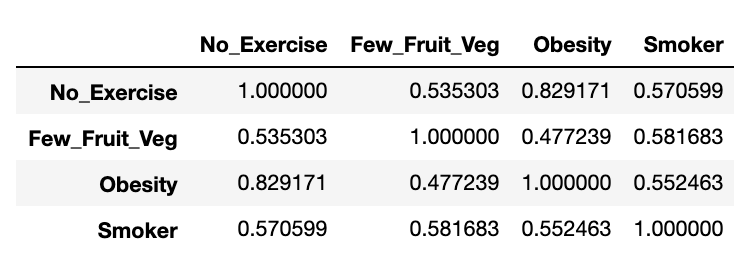 No_Exercise Few_Fruit_Veg Obesity Smoker
No_Exercise 1.000000 0.535303 0.829171 0.570599
Few_Fruit_Veg 0.535303 1.000000 0.477239 0.581683
Obesity 0.829171 0.477239 1.000000 0.552463
Smoker 0.570599 0.581683 0.552463 1.000000